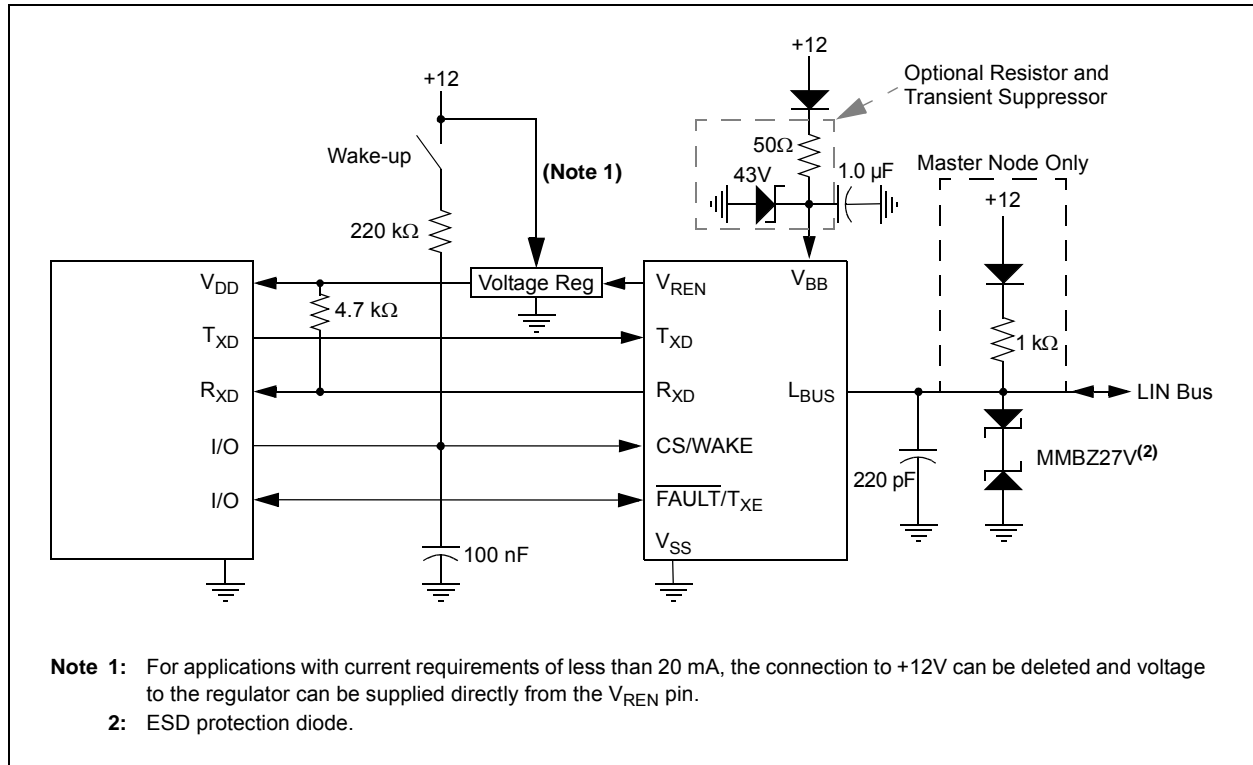 +12
Optional Resistor and
Transient Suppressor
+12
50Ω
Wake-up
(Note 1)
43V
1.0 µF
Master Node Only
+12
220 kΩ
VDD
Voltage Reg
VREN
VBB
4.7 kΩ
1 kΩ
TXD
TXD
RXD
RXD
LBUS
LIN Bus
I/O
CS/WAKE
MMBZ27V(2)
220 pF
I/O
FAULT/TXE
VSS
100 nF
Note 1: For applications with current requirements of less than 20 mA, the connection to +12V can be deleted and voltage
to the regulator can be supplied directly from the VREN pin.
2: ESD protection diode.